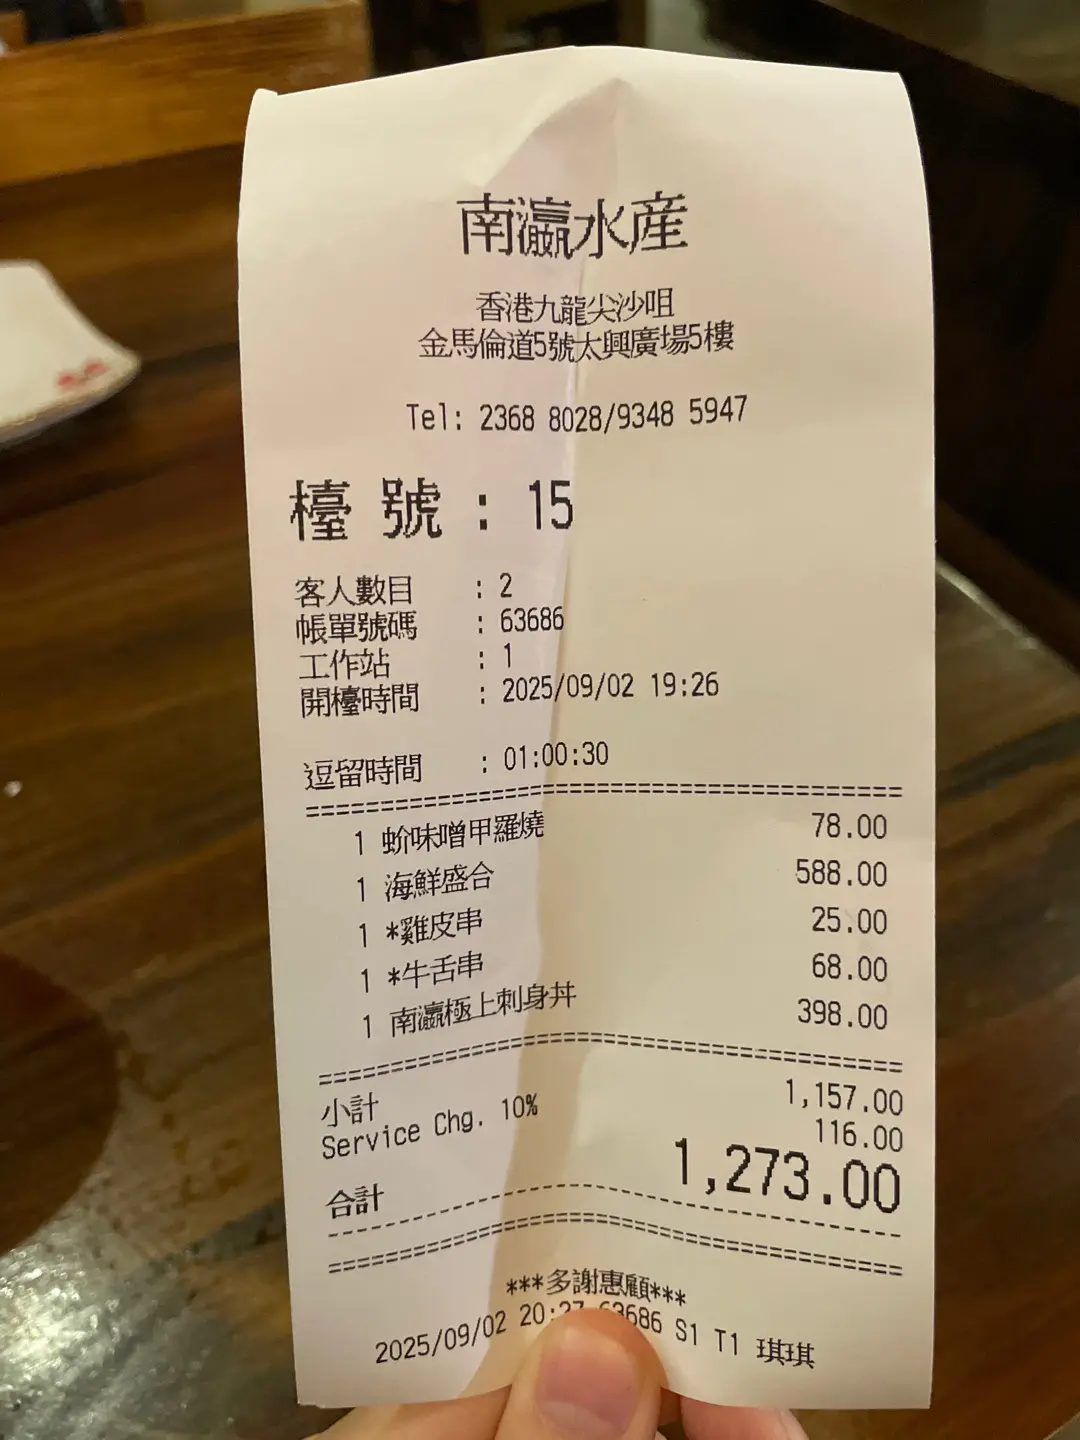 南瀛水産
香港九龍尖沙咀
金馬倫道5號太興廣場5樓
Tel: 2368 8028/9348 5947
檯 號 : 15
客人數目 : 2
帳單號碼 : 63686
工作站 : 1
開檯時間 : 2025/09/02 19:26
逗留時間 : 01:00:30
1 蚧味噌甲羅燒 78.00
1 海鮮盛合 588.00
1 *雞皮串 25.00
1 *牛舌串 68.00
1 南瀛極上刺身丼 398.00
小計 1,157.00
Service Chg. 10% 116.00
合計 1,273.00
***多謝惠顧***
2025/09/02 20:27 63686 S1 T1 琪琪